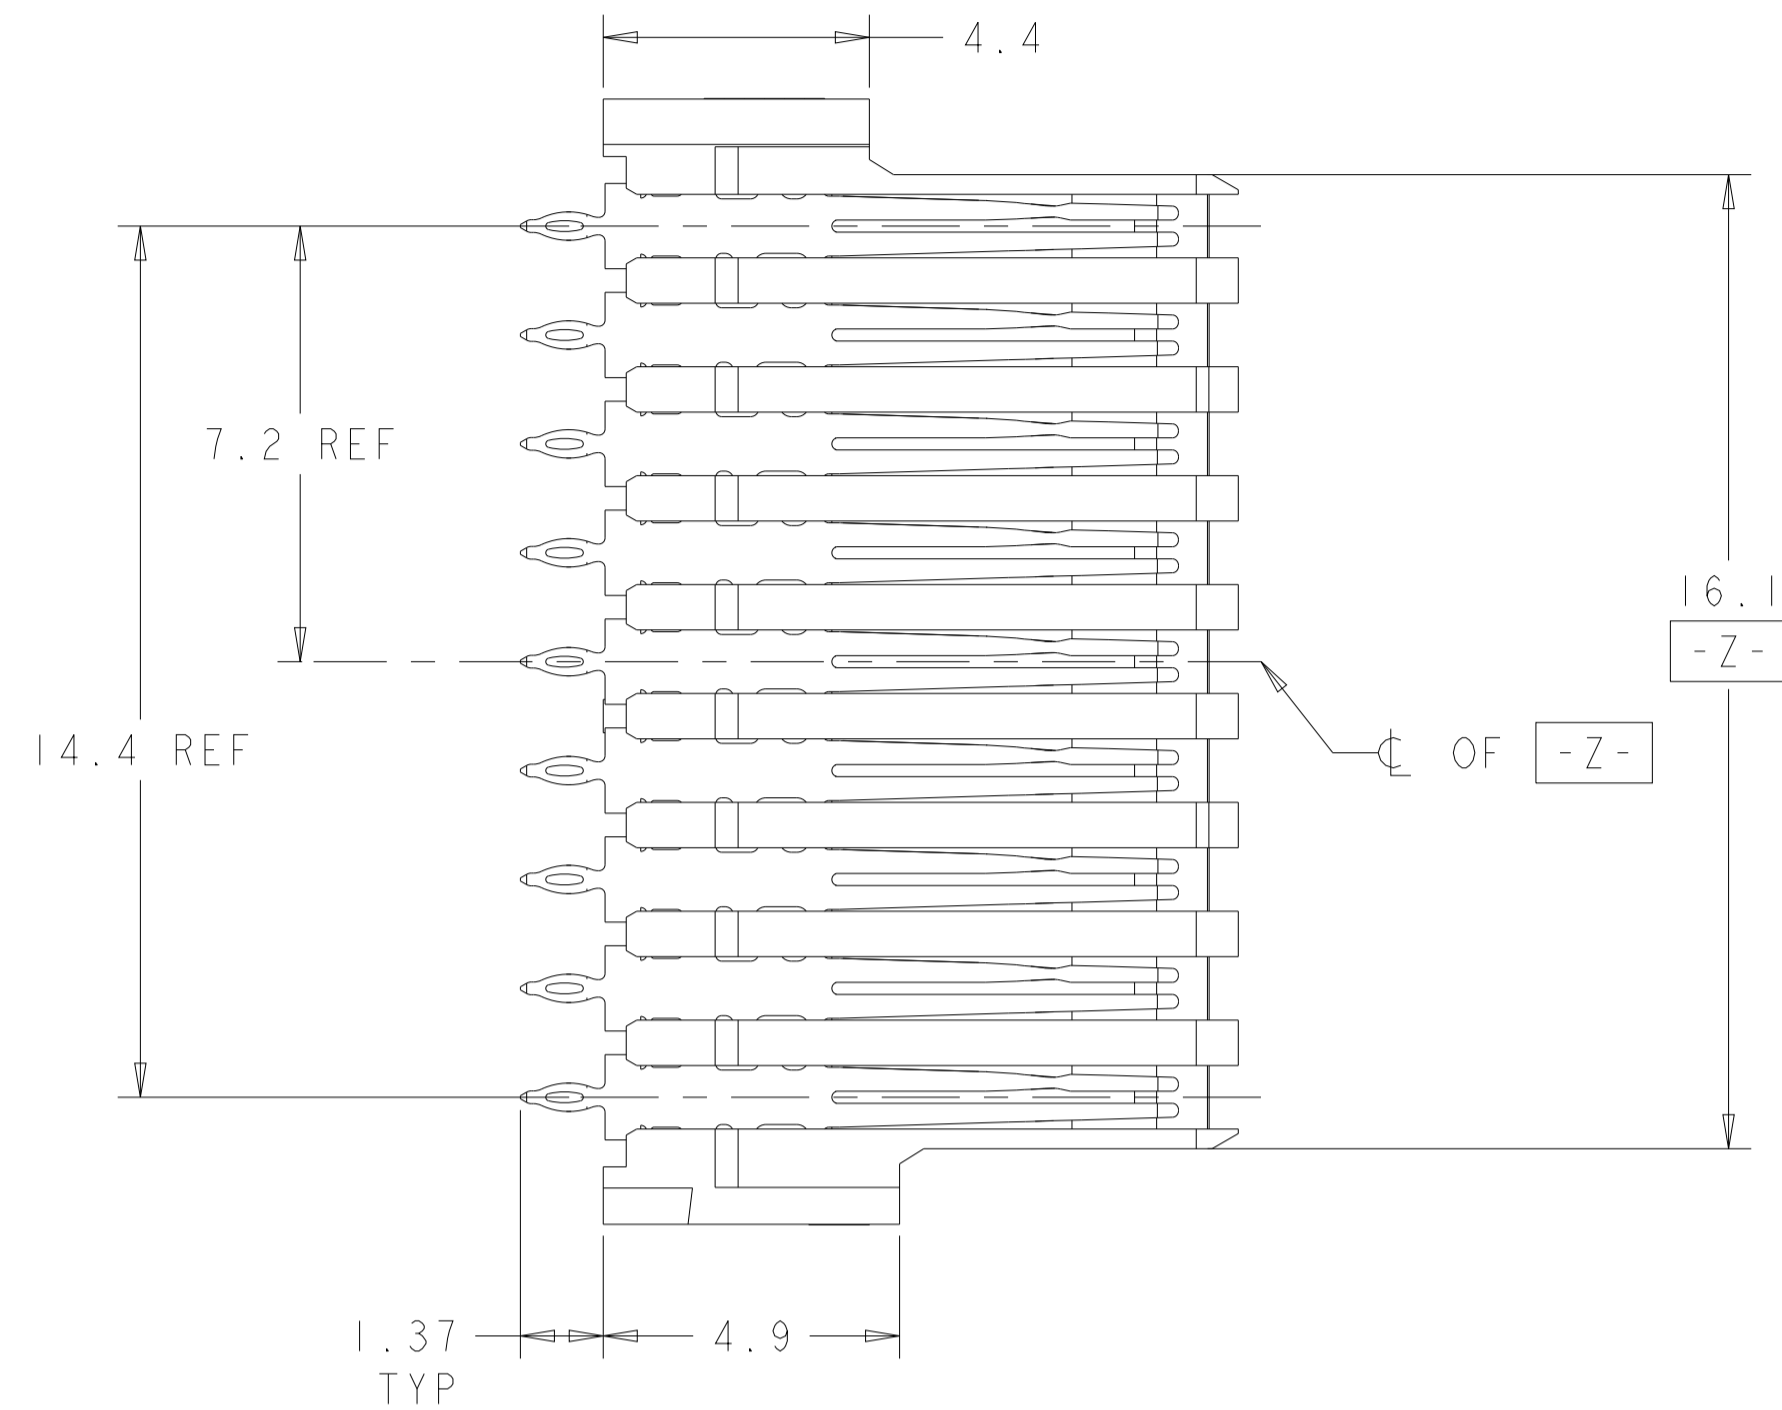 4.4
7.2 REF
16.1
-Z-
14.4 REF
℄ OF -Z-
1.37
TYP
4.9